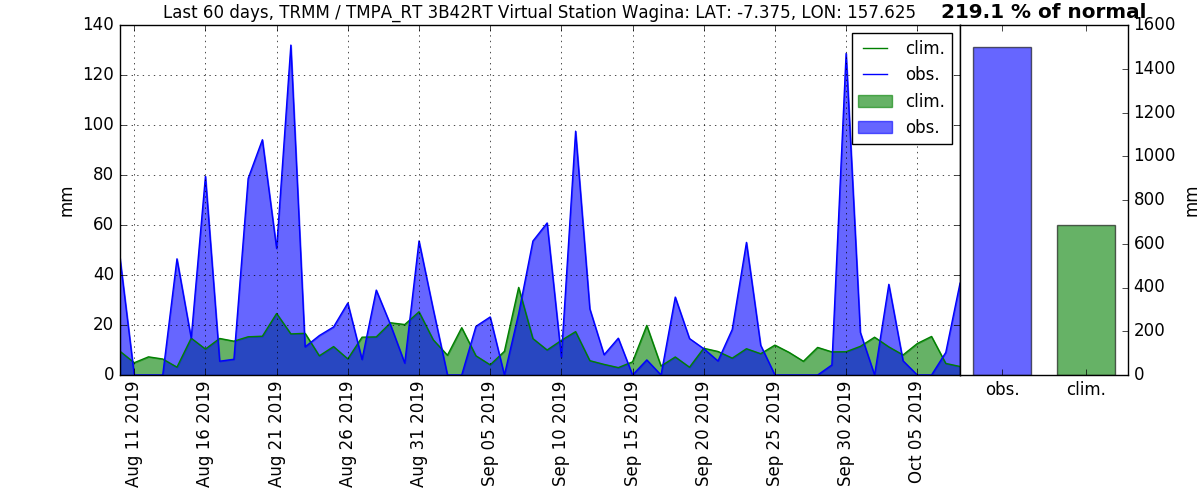 Last 60 days, TRMM / TMPA_RT 3B42RT Virtual Station Wagina: LAT: -7.375, LON: 157.625
219.1 % of normal
140
120
100
80
60
40
20
0
mm
clim.
obs.
clim.
obs.
1600
1400
1200
1000
800
600
400
200
0
mm
Aug 11 2019
Aug 16 2019
Aug 21 2019
Aug 26 2019
Aug 31 2019
Sep 05 2019
Sep 10 2019
Sep 15 2019
Sep 20 2019
Sep 25 2019
Sep 30 2019
Oct 05 2019
obs.
clim.